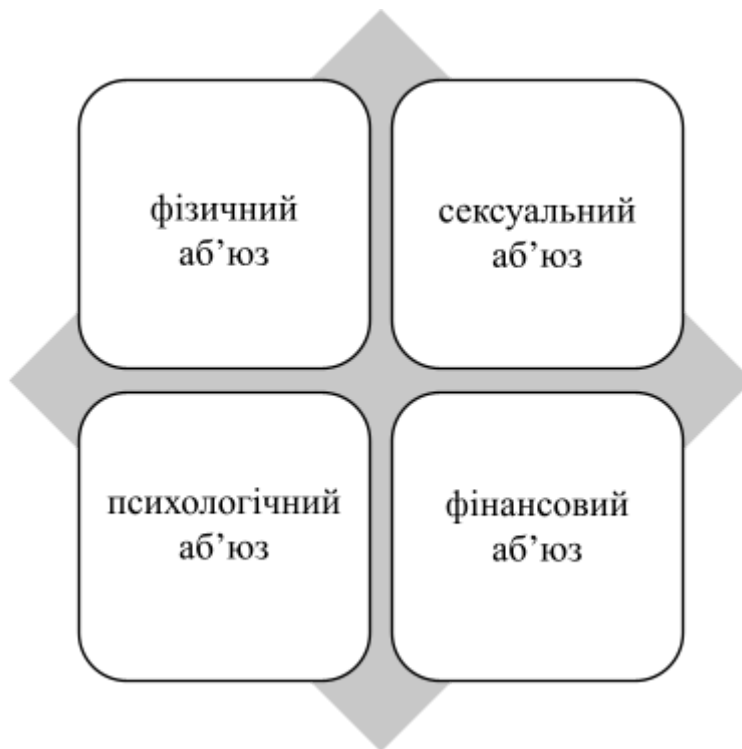 фізичний
аб’юз
сексуальний
аб’юз
психологічний
аб’юз
фінансовий
аб’юз